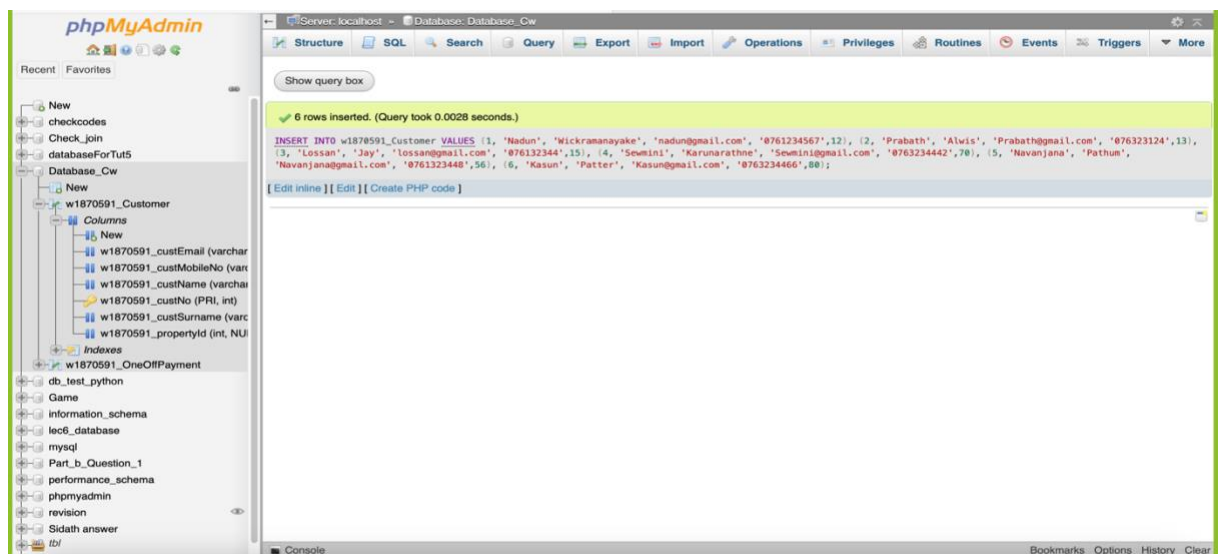 phpMyAdmin
Recent Favorites
New
checkcodes
Check_join
databaseForTut5
Database_Cw
New
w1870591_Customer
Columns
New
w1870591_custEmail (varchar
w1870591_custMobileNo (varc
w1870591_custName (varchar
w1870591_custNo (PRI, int)
w1870591_custSurname (varc
w1870591_propertyId (int, NUL
Indexes
w1870591_OneOffPayment
db_test_python
Game
information_schema
lec6_database
mysql
Part_b_Question_1
performance_schema
phpmyadmin
revision
Sidath answer
tbl
Server: localhost » Database: Database_Cw
Structure SQL Search Query Export Import Operations Privileges Routines Events Triggers More
Show query box
6 rows inserted. (Query took 0.0028 seconds.)
INSERT INTO w1870591_Customer VALUES (1, 'Nadun', 'Wickramanayake', 'nadun@gmail.com', '0761234567',12), (2, 'Prabath', 'Alwis', 'Prabath@gmail.com', '076323124',13),
(3, 'Lossan', 'Jay', 'lossan@gmail.com', '076132344',15), (4, 'Sewmini', 'Karunarathne', 'Sewmini@gmail.com', '0763234442',70), (5, 'Navanjana', 'Pathum',
'Navanjana@gmail.com', '0761323448',56), (6, 'Kasun', 'Patter', 'Kasun@gmail.com', '0763234466',80);
[ Edit inline ] [ Edit ] [ Create PHP code ]
Console Bookmarks Options History Clear